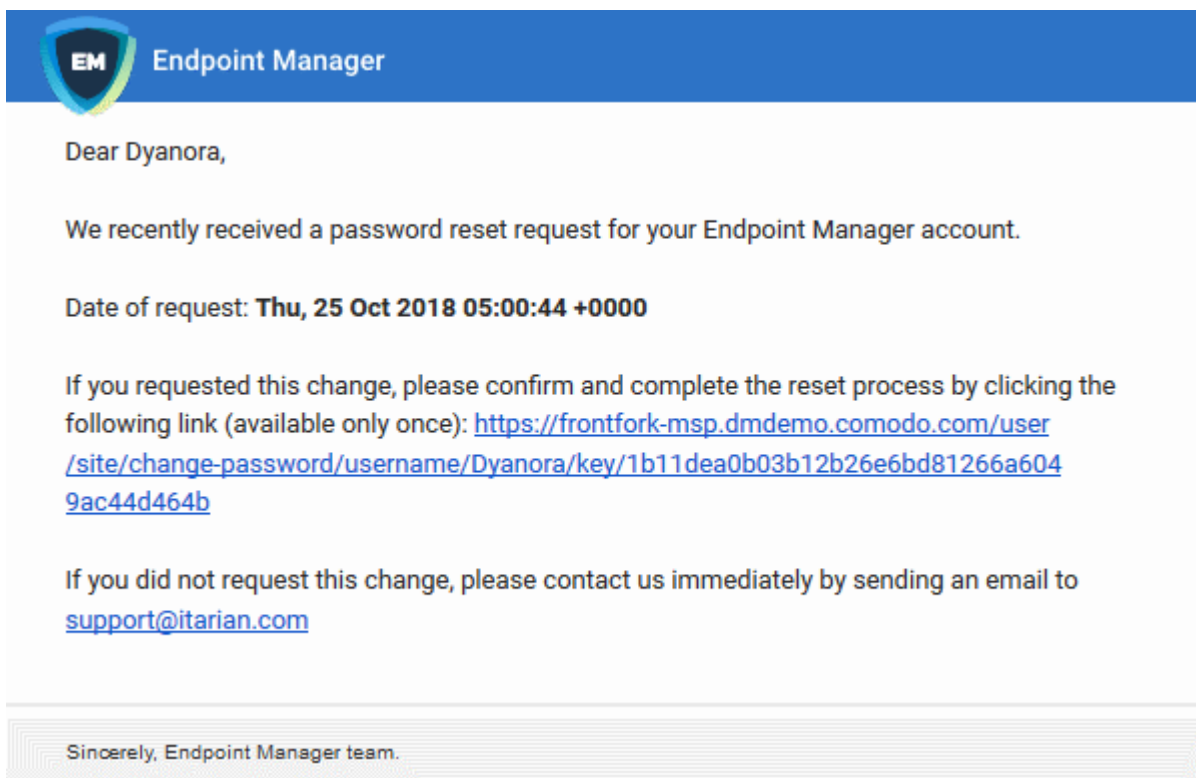 EM
Endpoint Manager
Dear Dyanora,
We recently received a password reset request for your Endpoint Manager account.
Date of request: Thu, 25 Oct 2018 05:00:44 +0000
If you requested this change, please confirm and complete the reset process by clicking the
following link (available only once): https://frontfork-msp.dmdemo.comodo.com/user
/site/change-password/username/Dyanora/key/1b11dea0b03b12b26e6bd81266a604
9ac44d464b
If you did not request this change, please contact us immediately by sending an email to
support@itarian.com
Sincerely, Endpoint Manager team.